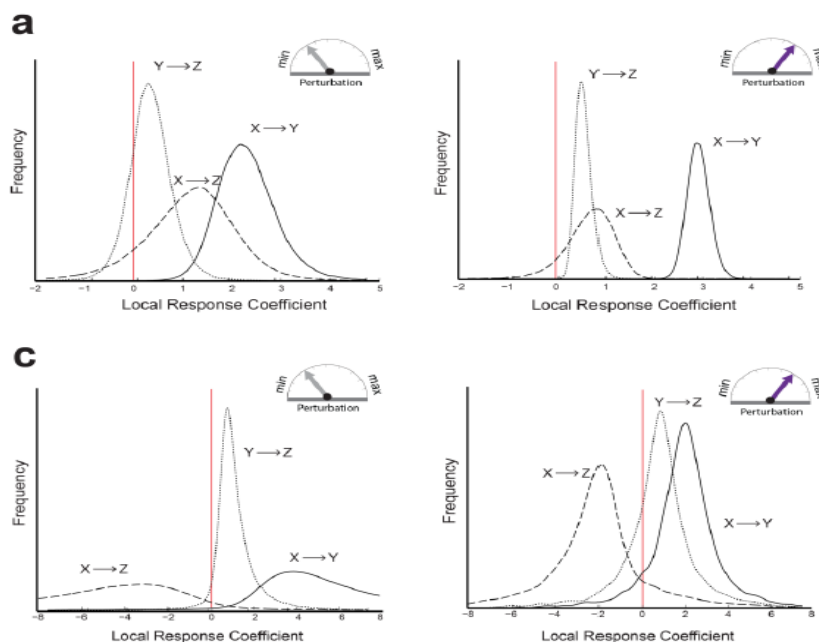 a
min
max
Perturbation
Y → Z
X → Y
X → Z
Frequency
−2 −1 0 1 2 3 4 5
Local Response Coefficient
min
max
Perturbation
Y → Z
X → Y
X → Z
Frequency
−2 −1 0 1 2 3 4 5
Local Response Coefficient
c
min
max
Perturbation
Y → Z
X → Z
X → Y
Frequency
−8 −6 −4 −2 0 2 4 6 8
Local Response Coefficient
min
max
Perturbation
Y → Z
X → Z
X → Y
Frequency
−8 −6 −4 −2 0 2 4 6 8
Local Response Coefficient